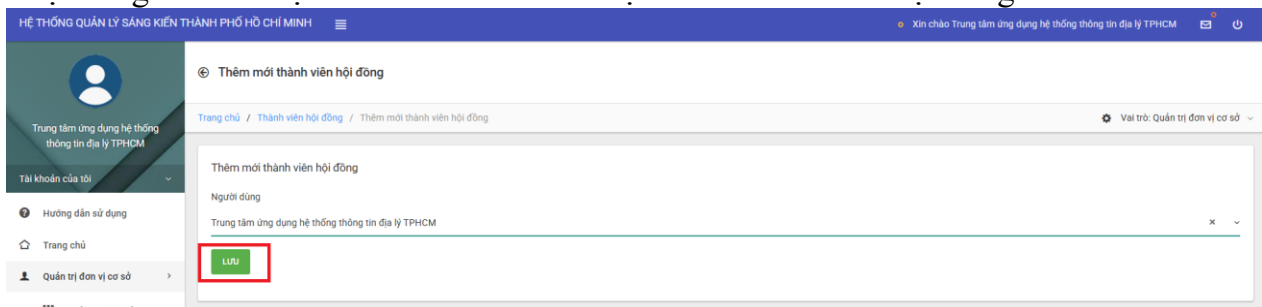 HỆ THỐNG QUẢN LÝ SÁNG KIẾN THÀNH PHỐ HỒ CHÍ MINH
Xin chào Trung tâm ứng dụng hệ thống thông tin địa lý TPHCM
Thêm mới thành viên hội đồng
Trung tâm ứng dụng hệ thống
thông tin địa lý TPHCM
Trang chủ / Thành viên hội đồng / Thêm mới thành viên hội đồng
Vai trò: Quản trị đơn vị cơ sở
Tài khoản của tôi
Thêm mới thành viên hội đồng
Người dùng
Trung tâm ứng dụng hệ thống thông tin địa lý TPHCM
LƯU
Hướng dẫn sử dụng
Trang chủ
Quản trị đơn vị cơ sở